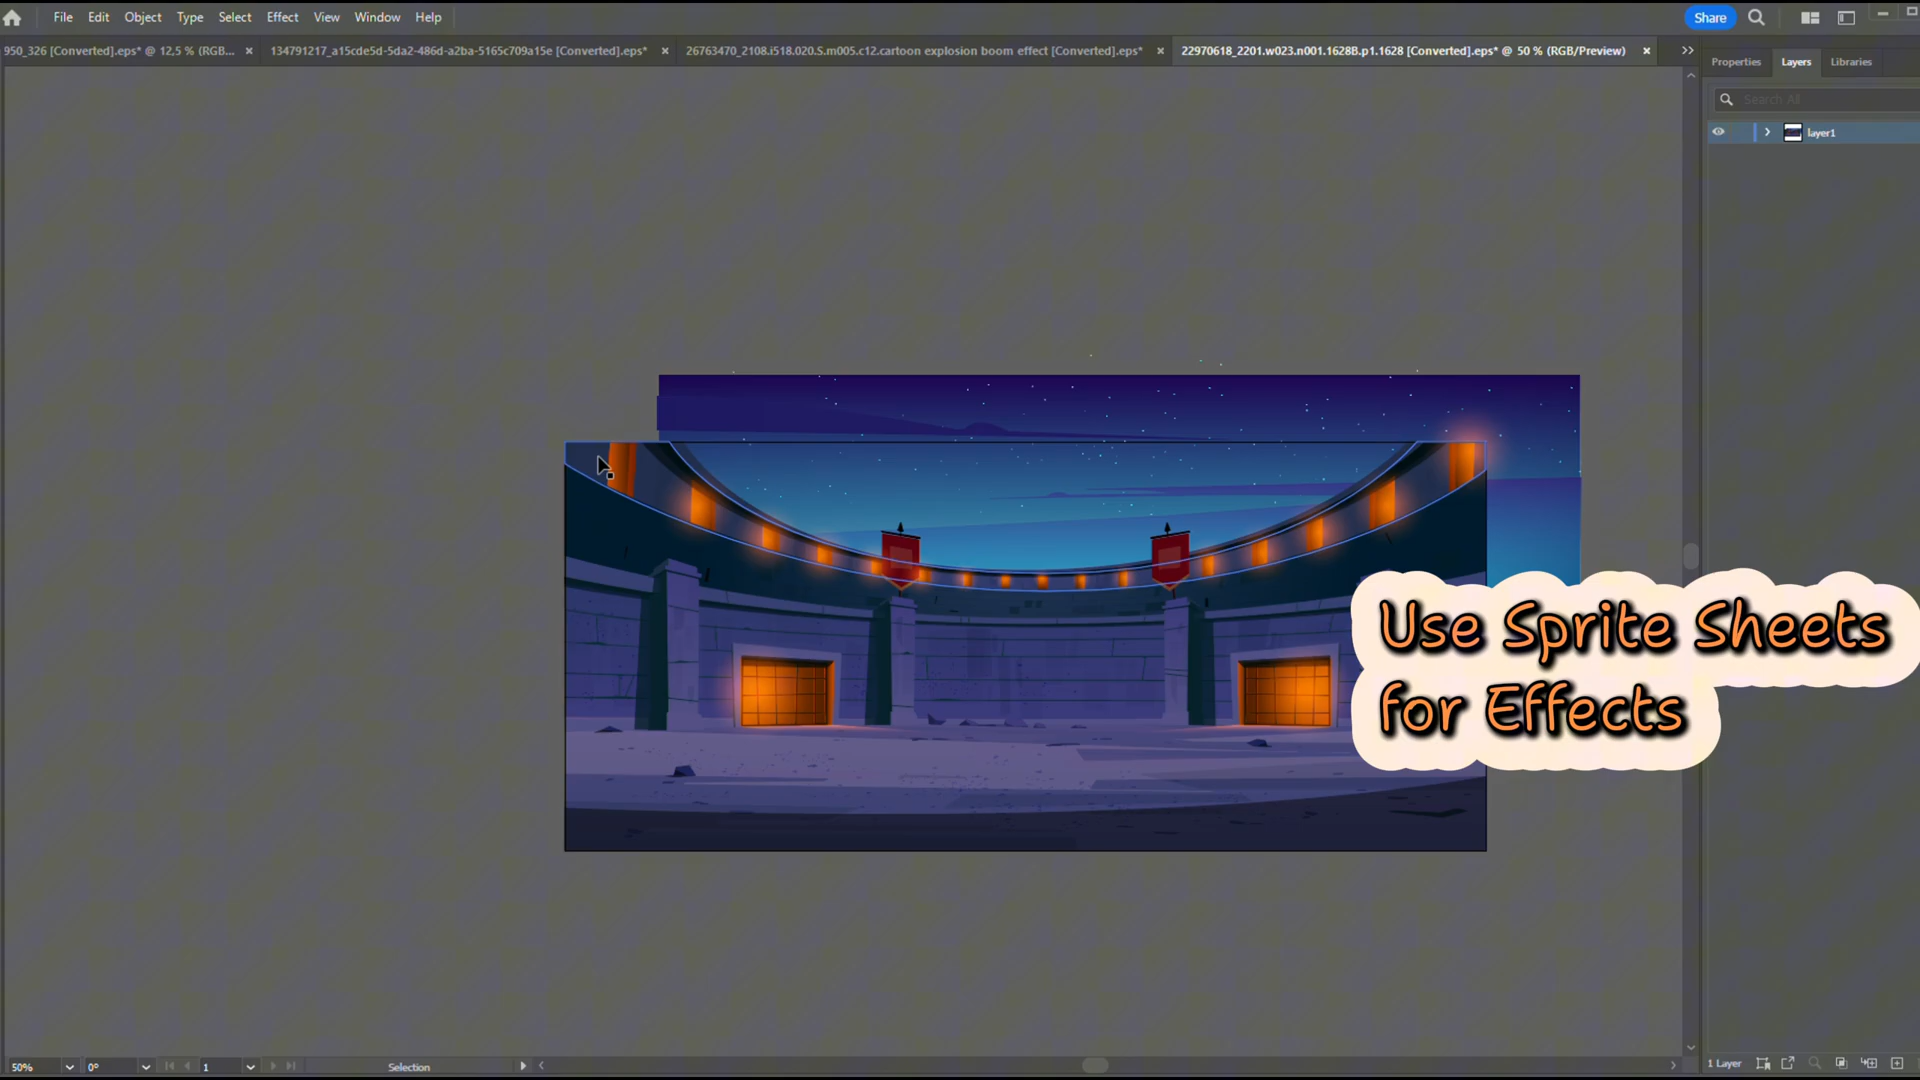 File Edit Object Type Select Effect View Window Help
Share
950_326 [Converted].eps* @ 12,5 % (RGB... × 134791217_a15cde5d-5da2-486d-a2ba-5165c709a15e [Converted].eps* × 26763470_2108.i518.020.S.m005.c12.cartoon explosion boom effect [Converted].eps* × 22970618_2201.w023.n001.1628B.p1.1628 [Converted].eps* @ 50 % (RGB/Preview) ×
Properties Layers Libraries
Search All
layer1
Use Sprite Sheets
for Effects
50% 0° 1 Selection
1 Layer